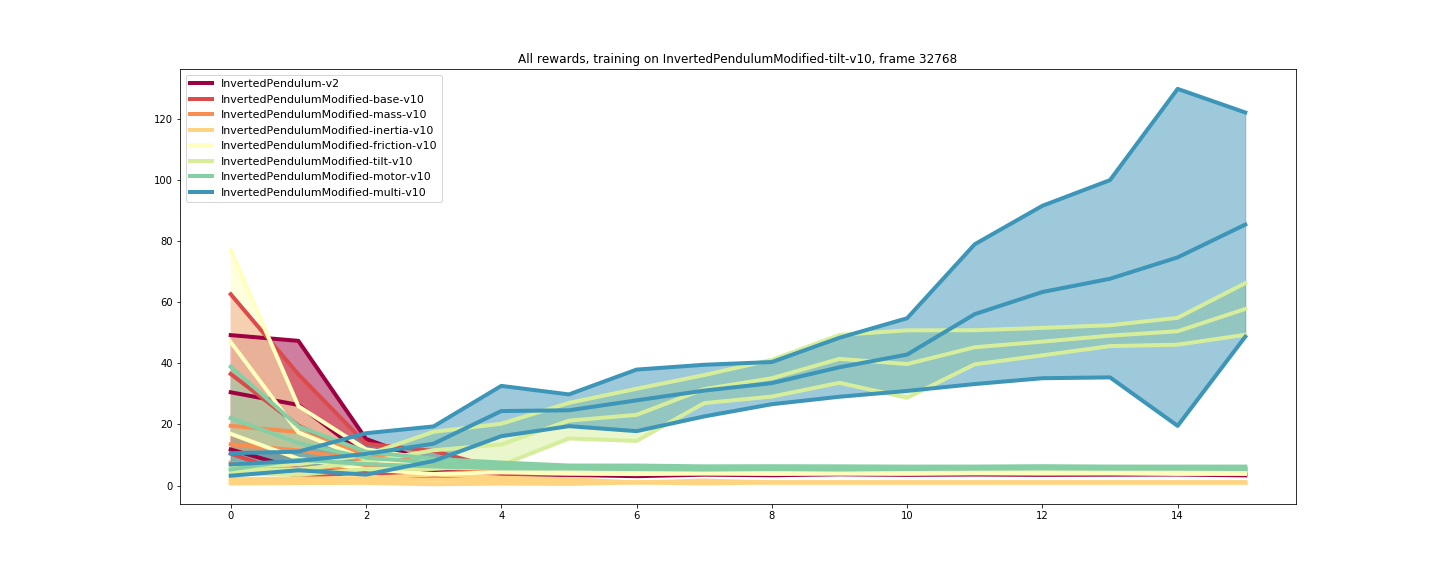 All rewards, training on InvertedPendulumModified-tilt-v10, frame 32768
InvertedPendulum-v2
InvertedPendulumModified-base-v10
InvertedPendulumModified-mass-v10
InvertedPendulumModified-inertia-v10
InvertedPendulumModified-friction-v10
InvertedPendulumModified-tilt-v10
InvertedPendulumModified-motor-v10
InvertedPendulumModified-multi-v10
120
100
80
60
40
20
0
0 2 4 6 8 10 12 14